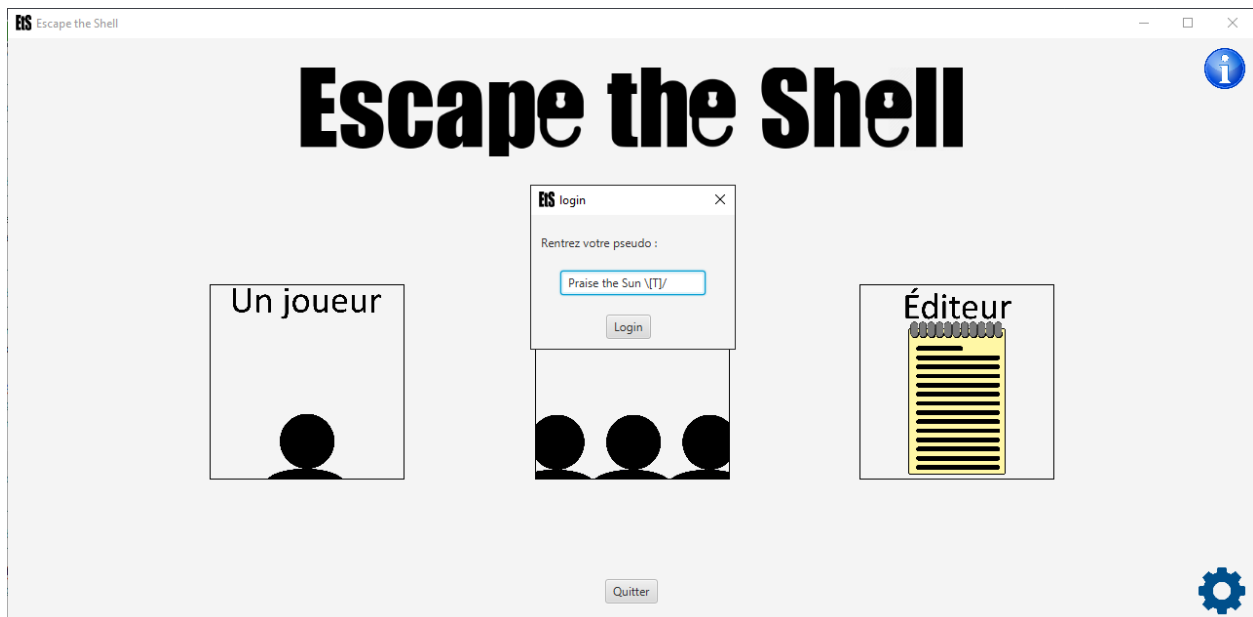 EtS Escape the Shell
Escape the Shell
EtS login
Rentrez votre pseudo :
Praise the Sun \[T]/
Login
Un joueur
Éditeur
Quitter